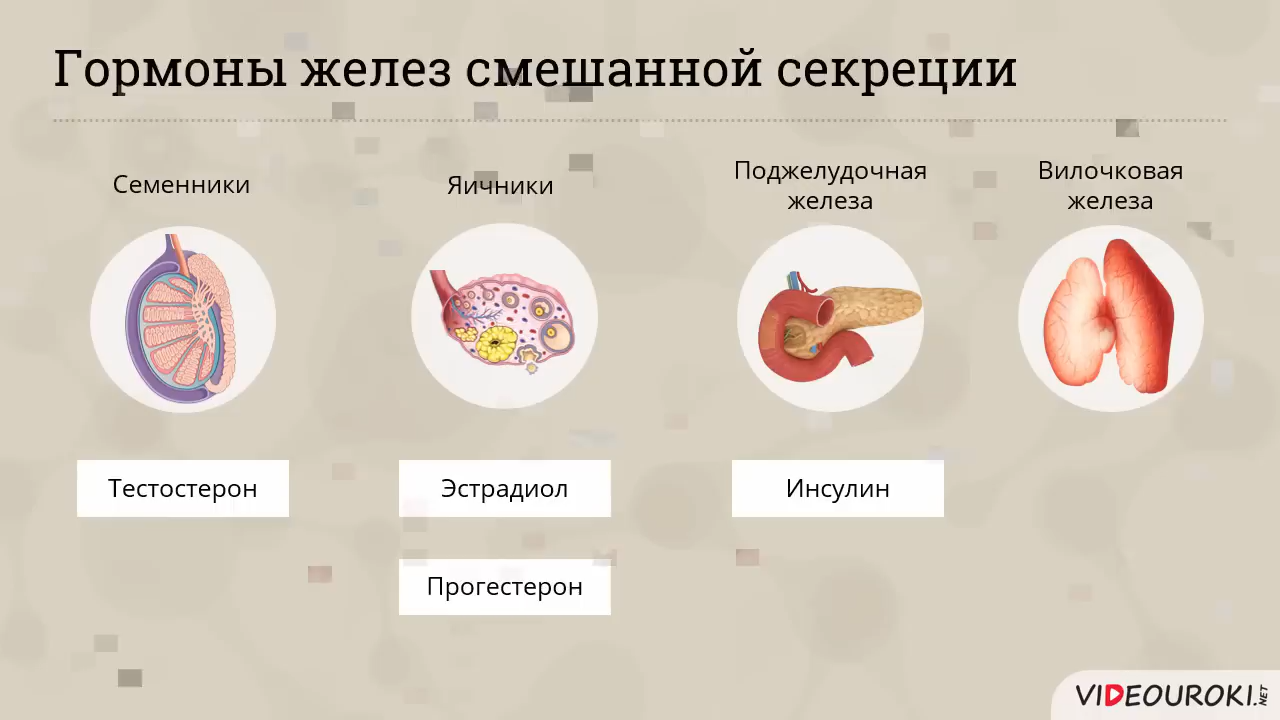 Гормоны желез смешанной секреции
Семенники
Яичники
Поджелудочная
железа
Вилочковая
железа
Тестостерон
Эстрадиол
Инсулин
Прогестерон
VIDEOUROKI.NET